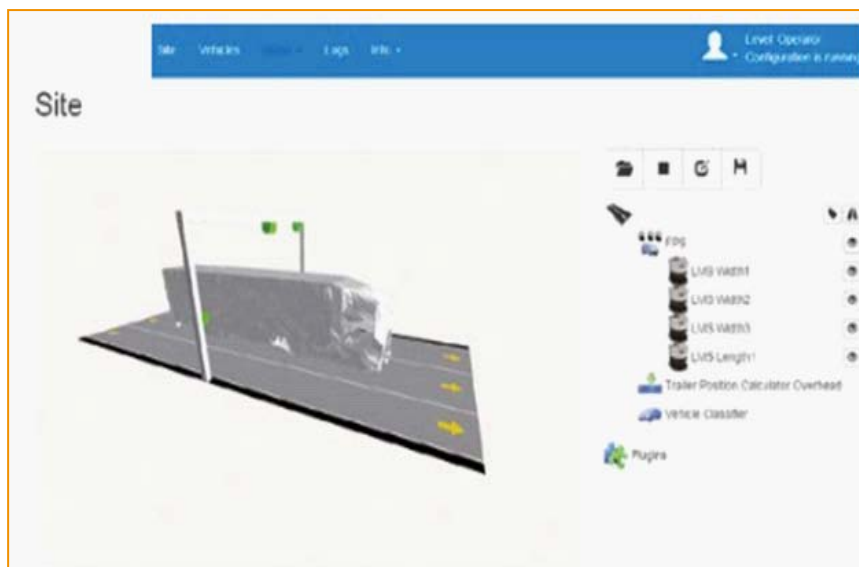 Site Vehicles Logs Info
Level Operator
Configuration is running
Site
FPS
LMS Width1
LMS Width2
LMS Width3
LMS Length1
Trailer Position Calculator Overhead
Vehicle Classifier
Plugins